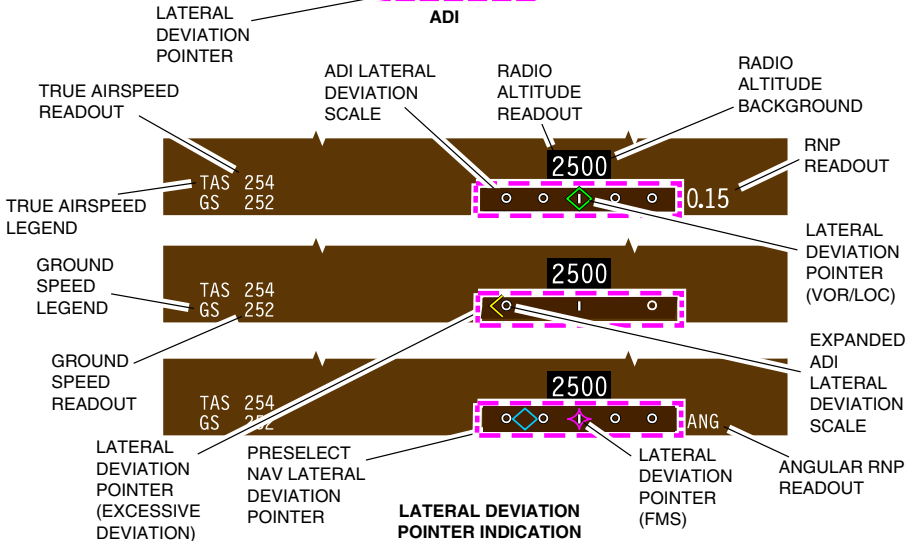 LATERAL
DEVIATION
POINTER
ADI
TRUE AIRSPEED
READOUT
ADI LATERAL
DEVIATION
SCALE
RADIO
ALTITUDE
READOUT
RADIO
ALTITUDE
BACKGROUND
RNP
READOUT
2500
TAS 254
GS 252
0.15
TRUE AIRSPEED
LEGEND
LATERAL
DEVIATION
POINTER
(VOR/LOC)
GROUND
SPEED
LEGEND
2500
TAS 254
GS 252
GROUND
SPEED
READOUT
EXPANDED
ADI
LATERAL
DEVIATION
SCALE
2500
TAS 254
GS 252
ANG
LATERAL
DEVIATION
POINTER
(EXCESSIVE
DEVIATION)
PRESELECT
NAV LATERAL
DEVIATION
POINTER
LATERAL
DEVIATION
POINTER
(FMS)
ANGULAR RNP
READOUT
LATERAL DEVIATION
POINTER INDICATION